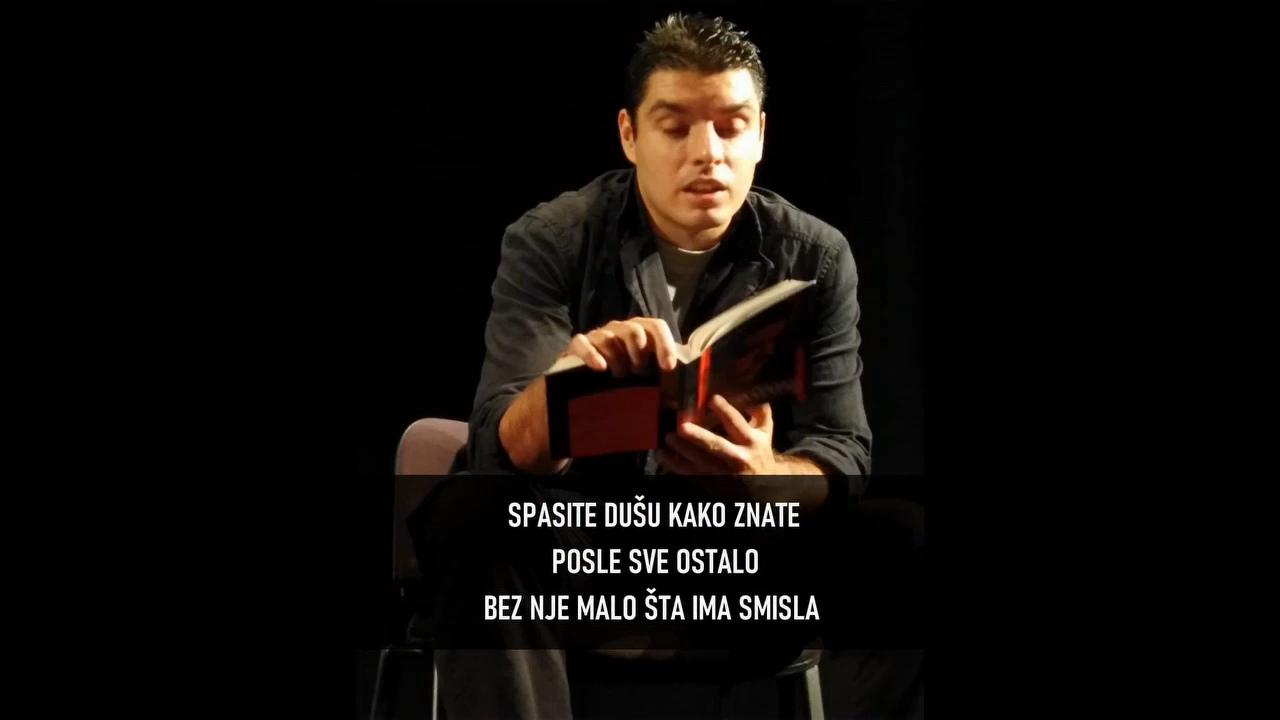 SPASITE DUŠU KAKO ZNATE
POSLE SVE OSTALO
BEZ NJE MALO ŠTA IMA SMISLA